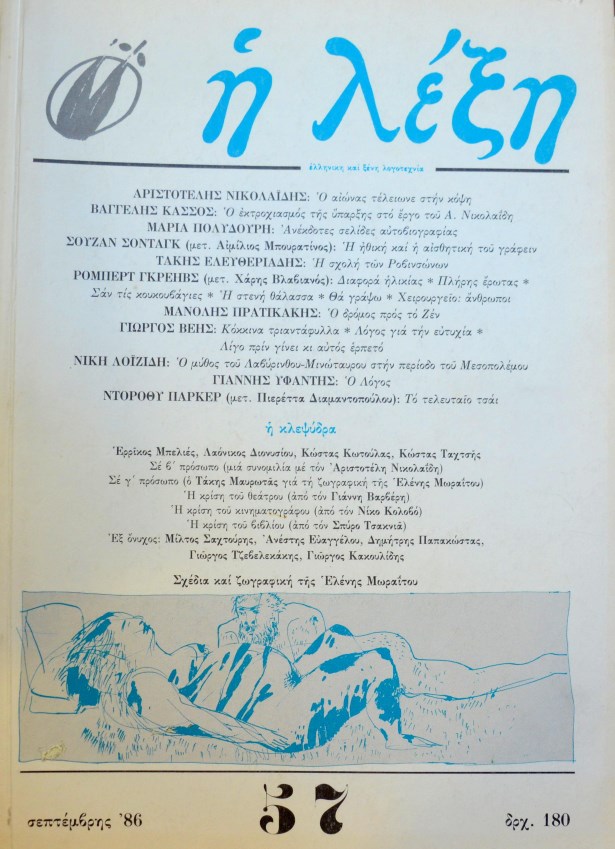 ἡ λέξη
ἑλληνική καί ξένη λογοτεχνία
ΑΡΙΣΤΟΤΕΛΗΣ ΝΙΚΟΛΑΪΔΗΣ: Ὁ αἰώνας τέλειωνε στήν κόψη
ΒΑΓΓΕΛΗΣ ΚΑΣΣΟΣ: Ὁ ἐκτροχιασμός τῆς ὕπαρξης στό ἔργο τοῦ Α. Νικολαΐδη
ΜΑΡΙΑ ΠΟΛΥΔΟΥΡΗ: Ἀνέκδοτες σελίδες αὐτοβιογραφίας
ΣΟΥΖΑΝ ΣΟΝΤΑΓΚ (μετ. Αἰμίλιος Μπουρατίνος): Ἡ ἠθική καί ἡ αἰσθητική τοῦ γράφειν
ΤΑΚΗΣ ΕΛΕΥΘΕΡΙΑΔΗΣ: Ἡ σχολή τῶν Ροβινσώνων
ΡΟΜΠΕΡΤ ΓΚΡΕΗΒΣ (μετ. Χάρης Βλαβιανός): Διαφορά ἡλικίας * Πλήρης ἔρωτας *
Σάν τίς κουκουβάγιες * Ἡ στενή θάλασσα * Θά γράψω * Χειρουργείο: ἄνθρωποι
ΜΑΝΟΛΗΣ ΠΡΑΤΙΚΑΚΗΣ: Ὁ δρόμος πρός τό Ζέν
ΓΙΩΡΓΟΣ ΒΕΗΣ: Κόκκινα τριαντάφυλλα * Λόγος γιά τήν εὐτυχία *
Λίγο πρίν γίνει κι αὐτός ἑρπετό
ΝΙΚΗ ΛΟΪΖΙΔΗ: Ὁ μύθος τοῦ Λαβύρινθου-Μινώταυρου στήν περίοδο τοῦ Μεσοπολέμου
ΓΙΑΝΝΗΣ ΥΦΑΝΤΗΣ: Ὁ Λόγος
ΝΤΟΡΟΘΥ ΠΑΡΚΕΡ (μετ. Πιερέττα Διαμαντοπούλου): Τό τελευταῖο τσάι
ἡ κλεψύδρα
Ἐρρίκος Μπελιές, Λαόνικος Διονυσίου, Κώστας Κωτούλας, Κώστας Ταχτσής
Σέ β΄ πρόσωπο (μιά συνομιλία μέ τόν Ἀριστοτέλη Νικολαΐδη)
Σέ γ΄ πρόσωπο (ὁ Τάκης Μαυρωτᾶς γιά τή ζωγραφική τῆς Ἑλένης Μωραΐτου)
Ἡ κρίση τοῦ θεάτρου (ἀπό τόν Γιάννη Βαρβέρη)
Ἡ κρίση τοῦ κινηματογράφου (ἀπό τόν Νίκο Κολοβό)
Ἡ κρίση τοῦ βιβλίου (ἀπό τόν Σπύρο Τσακνιᾶ)
Ἐξ ὄνυχος: Μίλτος Σαχτούρης, Ἀνέστης Εὐαγγέλου, Δημήτρης Παπακώστας,
Γιῶργος Τζεβελεκάκης, Γιῶργος Κακουλίδης
Σχέδια καί ζωγραφική τῆς Ἑλένης Μωραΐτου
σεπτέμβρης '86
57
δρχ. 180